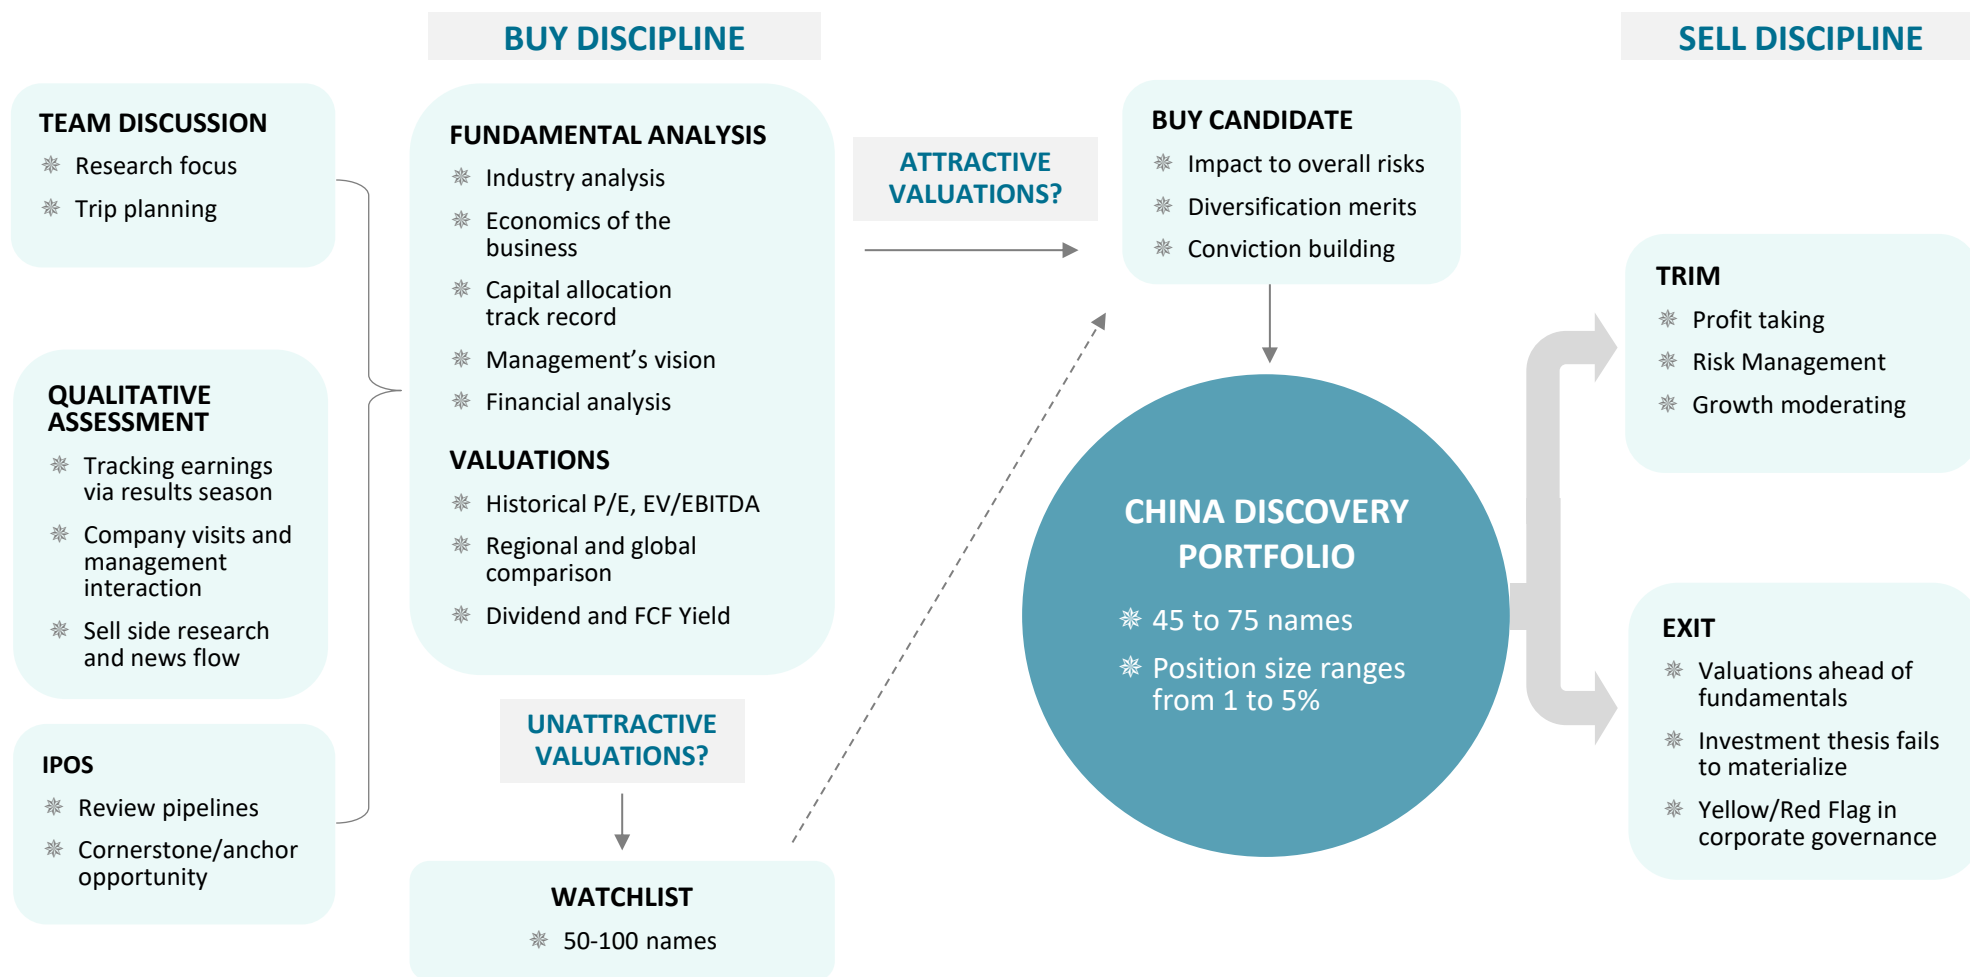 BUY DISCIPLINE
SELL DISCIPLINE
TEAM DISCUSSION
Research focus
Trip planning
QUALITATIVE
ASSESSMENT
Tracking earnings
via results season
Company visits and
management
interaction
Sell side research
and news flow
IPOS
Review pipelines
Cornerstone/anchor
opportunity
FUNDAMENTAL ANALYSIS
Industry analysis
Economics of the
business
Capital allocation
track record
Management’s vision
Financial analysis
VALUATIONS
Historical P/E, EV/EBITDA
Regional and global
comparison
Dividend and FCF Yield
UNATTRACTIVE
VALUATIONS?
WATCHLIST
50-100 names
ATTRACTIVE
VALUATIONS?
BUY CANDIDATE
Impact to overall risks
Diversification merits
Conviction building
CHINA DISCOVERY
PORTFOLIO
45 to 75 names
Position size ranges
from 1 to 5%
TRIM
Profit taking
Risk Management
Growth moderating
EXIT
Valuations ahead of
fundamentals
Investment thesis fails
to materialize
Yellow/Red Flag in
corporate governance